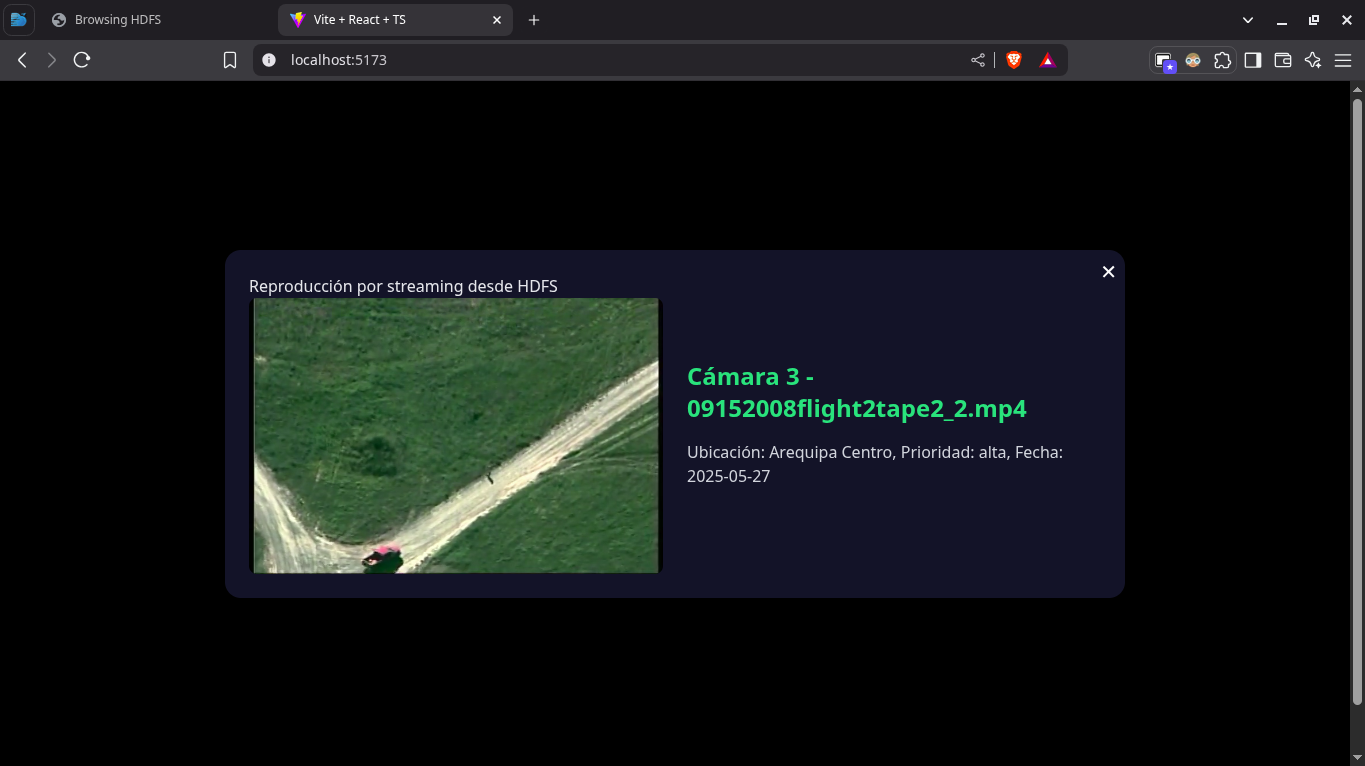 Browsing HDFS
Vite + React + TS
localhost:5173
Reproducción por streaming desde HDFS
Cámara 3 -
09152008flight2tape2_2.mp4
Ubicación: Arequipa Centro, Prioridad: alta, Fecha:
2025-05-27